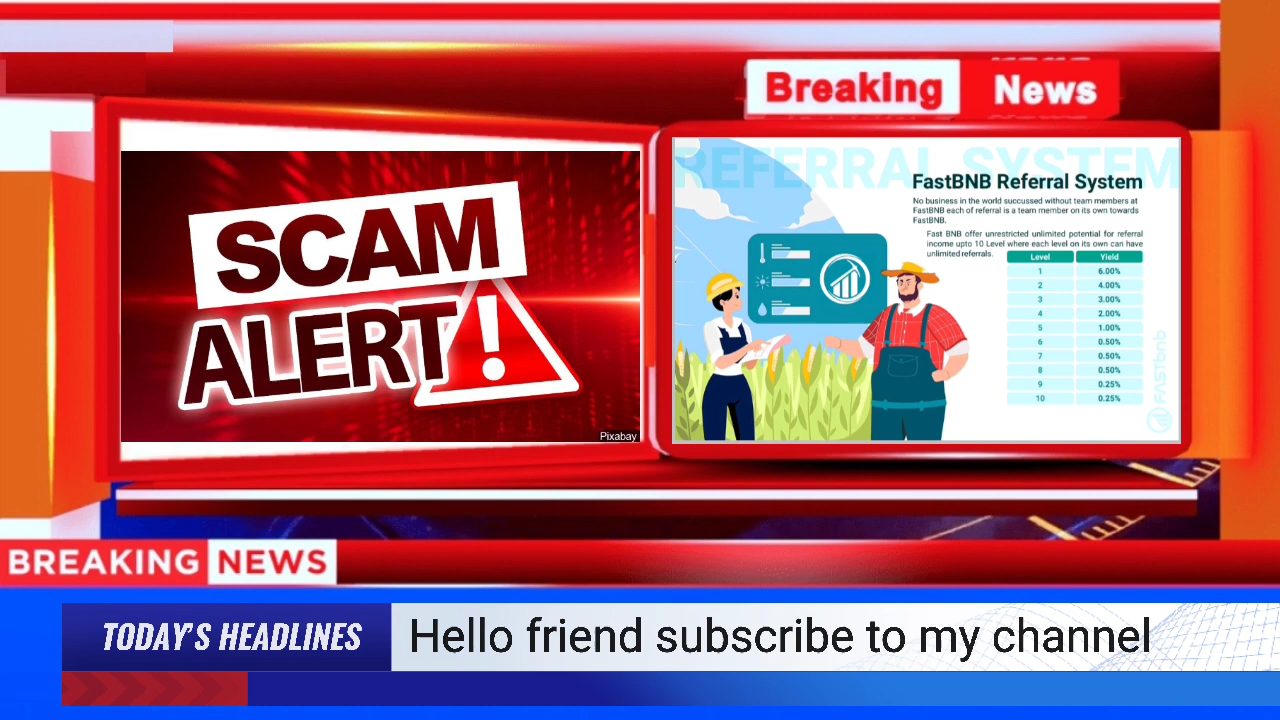 Breaking News
SCAM
ALERT!
Pixabay
REFERRAL SYSTEM
FastBNB Referral System
No business in the world succussed without team members at
FastBNB each of referral is a team member on its own towards
FastBNB.
Fast BNB offer unrestricted unlimited potential for referral
income upto 10 Level where each level on its own can have
unlimited referrals.
Level Yield
1 6.00%
2 4.00%
3 3.00%
4 2.00%
5 1.00%
6 0.50%
7 0.50%
8 0.50%
9 0.25%
10 0.25%
FASTbnb
BREAKING NEWS
TODAY'S HEADLINES
Hello friend subscribe to my channel